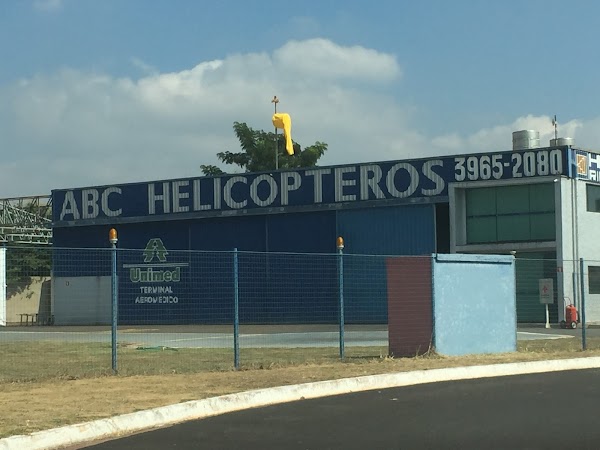 ABC HELICOPTEROS 3965-2080
Unimed
TERMINAL
AEROMÉDICO